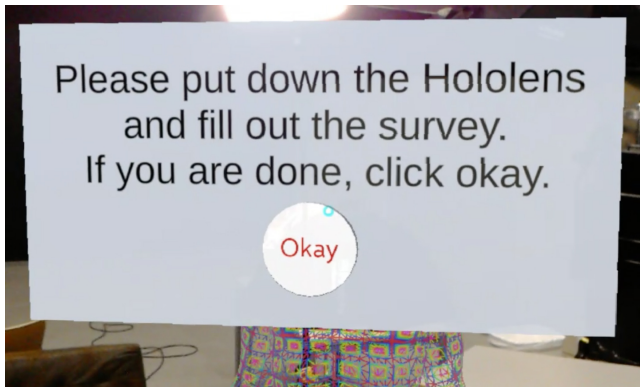 Please put down the Hololens
and fill out the survey.
If you are done, click okay.
Okay